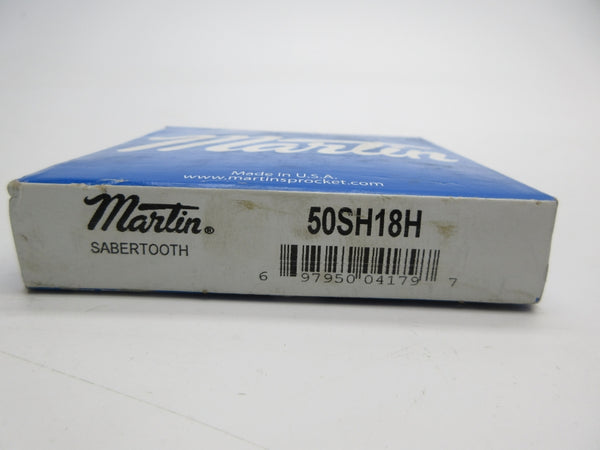 Martin
Made in U.S.A.
www.martinsprocket.com
Martin®
SABERTOOTH
50SH18H
6 97950 04179 7